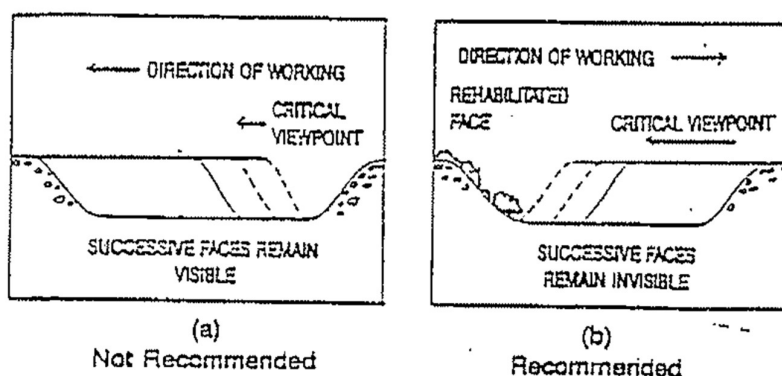 DIRECTION OF WORKING
CRITICAL
VIEWPOINT
SUCCESSIVE FACES REMAIN
VISIBLE
(a)
Not Recommended
DIRECTION OF WORKING
REHABILITATED
FACE
CRITICAL VIEWPOINT
SUCCESSIVE FACES
REMAIN INVISIBLE
(b)
Recommended